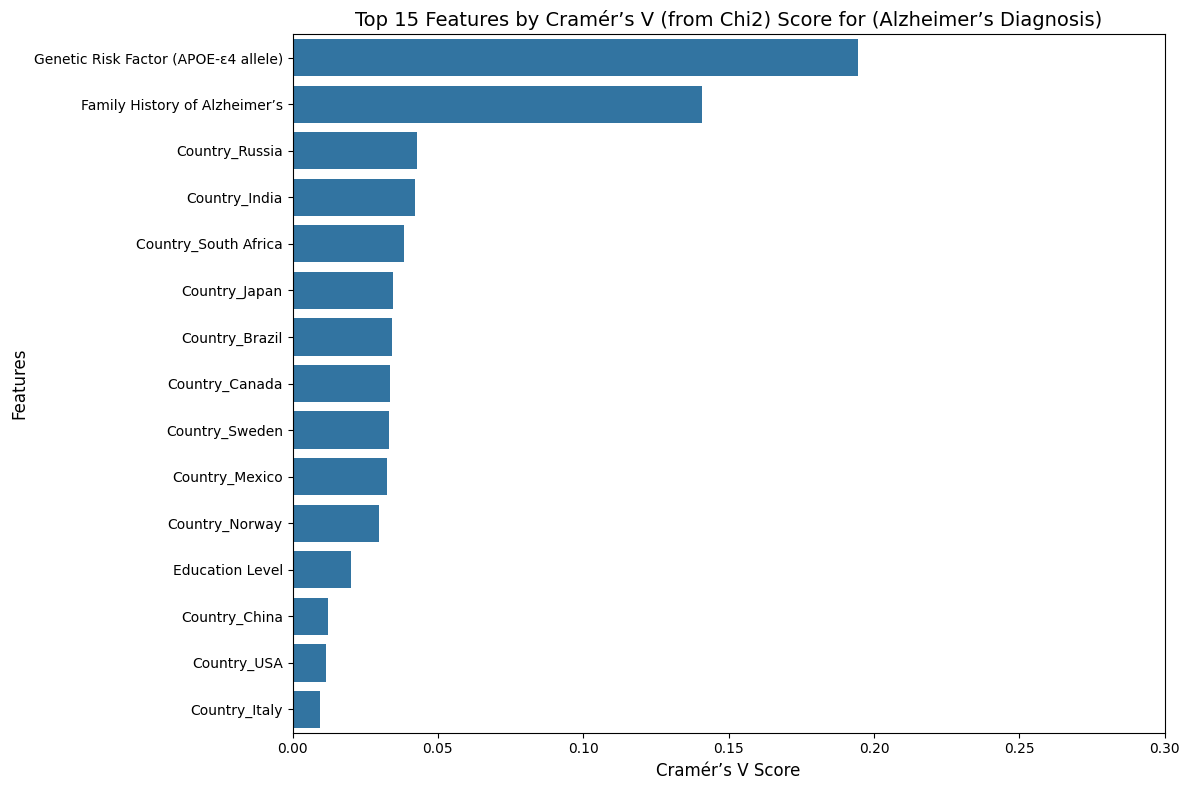 Top 15 Features by Cramér’s V (from Chi2) Score for (Alzheimer’s Diagnosis)
Features
Genetic Risk Factor (APOE-ε4 allele)
Family History of Alzheimer’s
Country_Russia
Country_India
Country_South Africa
Country_Japan
Country_Brazil
Country_Canada
Country_Sweden
Country_Mexico
Country_Norway
Education Level
Country_China
Country_USA
Country_Italy
0.00 0.05 0.10 0.15 0.20 0.25 0.30
Cramér’s V Score